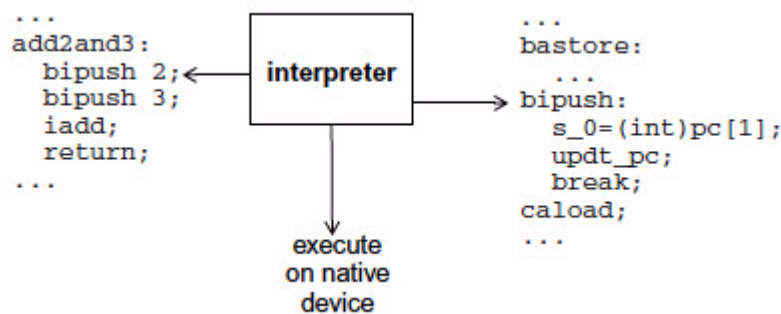 ...
add2and3:
bipush 2;
bipush 3;
iadd;
return;
...
interpreter
execute
on native
device
...
bastore:
...
bipush:
s_0=(int)pc[1];
updt_pc;
break;
caload;
...